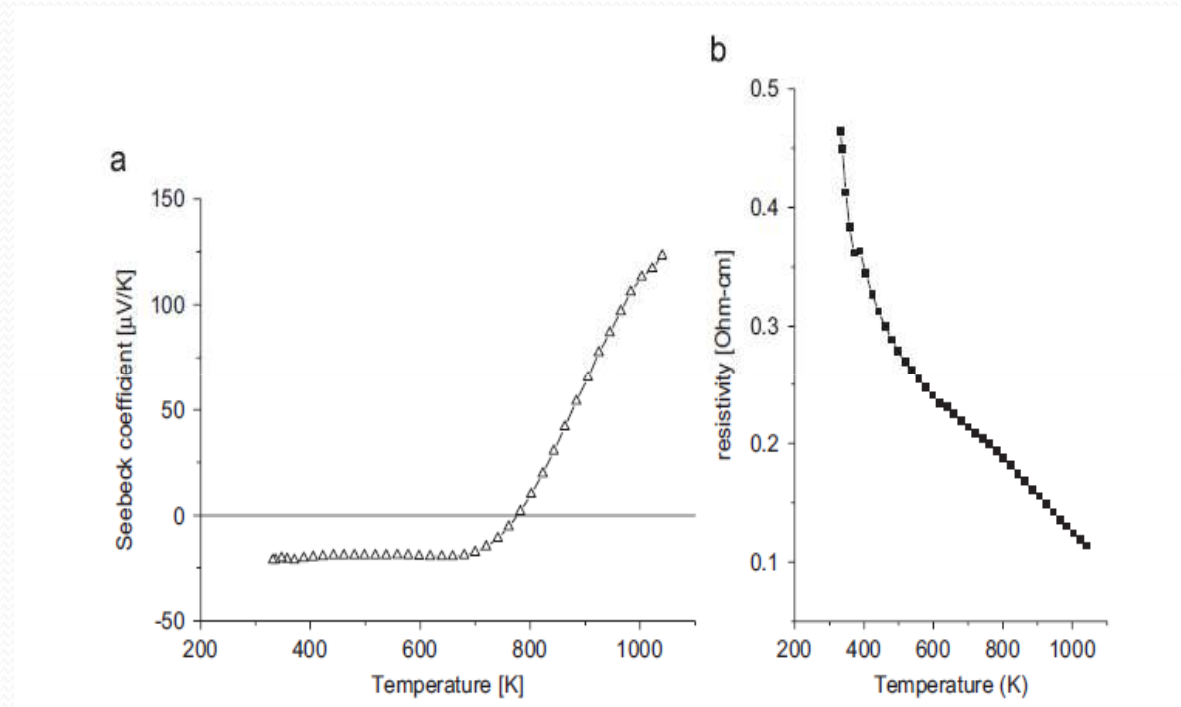 a
150
100
50
0
-50
200 400 600 800 1000
Temperature [K]
Seebeck coefficient [μV/K]
b
0.5
0.4
0.3
0.2
0.1
200 400 600 800 1000
Temperature (K)
resistivity [Ohm-cm]